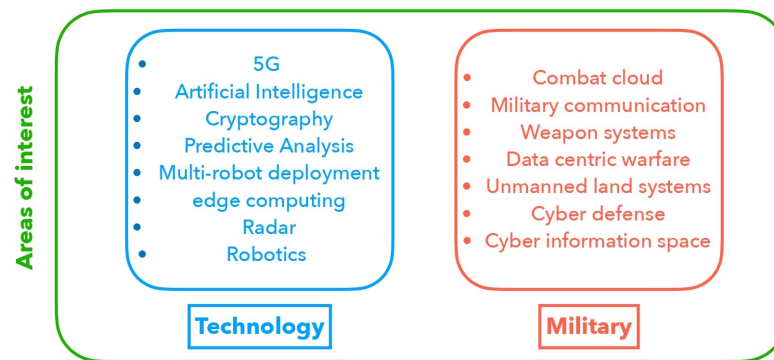 Areas of interest
• 5G
• Artificial Intelligence
• Cryptography
• Predictive Analysis
• Multi-robot deployment
• edge computing
• Radar
• Robotics
Technology
• Combat cloud
• Military communication
• Weapon systems
• Data centric warfare
• Unmanned land systems
• Cyber defense
• Cyber information space
Military